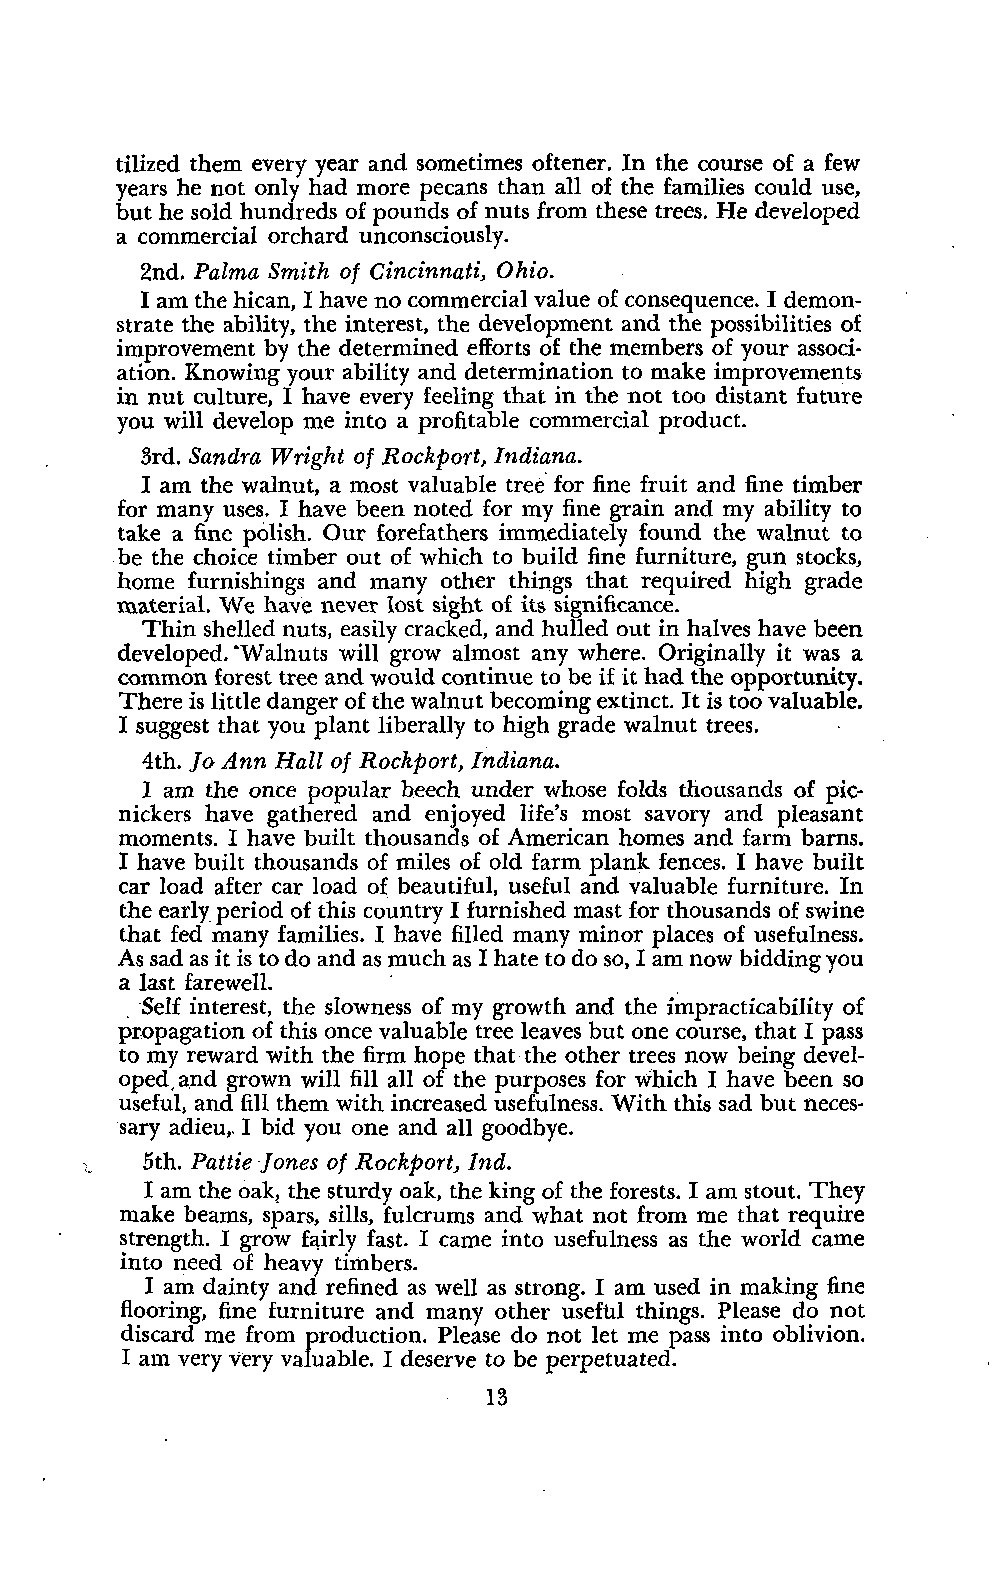 tilized them every year and sometimes oftener. In the course of a few
years he not only had more pecans than all of the families could use,
but he sold hundreds of pounds of nuts from these trees. He developed
a commercial orchard unconsciously.
2nd. Palma Smith of Cincinnati, Ohio.
I am the hican, I have no commercial value of consequence. I demon-
strate the ability, the interest, the development and the possibilities of
improvement by the determined efforts of the members of your associ-
ation. Knowing your ability and determination to make improvements
in nut culture, I have every feeling that in the not too distant future
you will develop me into a profitable commercial product.
3rd. Sandra Wright of Rockport, Indiana.
I am the walnut, a most valuable tree for fine fruit and fine timber
for many uses. I have been noted for my fine grain and my ability to
take a fine polish. Our forefathers immediately found the walnut to
be the choice timber out of which to build fine furniture, gun stocks,
home furnishings and many other things that required high grade
material. We have never lost sight of its significance.
Thin shelled nuts, easily cracked, and hulled out in halves have been
developed. Walnuts will grow almost any where. Originally it was a
common forest tree and would continue to be if it had the opportunity.
There is little danger of the walnut becoming extinct. It is too valuable.
I suggest that you plant liberally to high grade walnut trees.
4th. Jo Ann Hall of Rockport, Indiana.
I am the once popular beech under whose folds thousands of pic-
nickers have gathered and enjoyed life's most savory and pleasant
moments. I have built thousands of American homes and farm barns.
I have built thousands of miles of old farm plank fences. I have built
car load after car load of beautiful, useful and valuable furniture. In
the early period of this country I furnished mast for thousands of swine
that fed many families. I have filled many minor places of usefulness.
As sad as it is to do and as much as I hate to do so, I am now bidding you
a last farewell.
Self interest, the slowness of my growth and the impracticability of
propagation of this once valuable tree leaves but one course, that I pass
to my reward with the firm hope that the other trees now being devel-
oped and grown will fill all of the purposes for which I have been so
useful, and fill them with increased usefulness. With this sad but neces-
sary adieu, I bid you one and all goodbye.
5th. Pattie Jones of Rockport, Ind.
I am the oak, the sturdy oak, the king of the forests. I am stout. They
make beams, spars, sills, fulcrums and what not from me that require
strength. I grow fairly fast. I came into usefulness as the world came
into need of heavy timbers.
I am dainty and refined as well as strong. I am used in making fine
flooring, fine furniture and many other useful things. Please do not
discard me from production. Please do not let me pass into oblivion.
I am very very valuable. I deserve to be perpetuated.
13